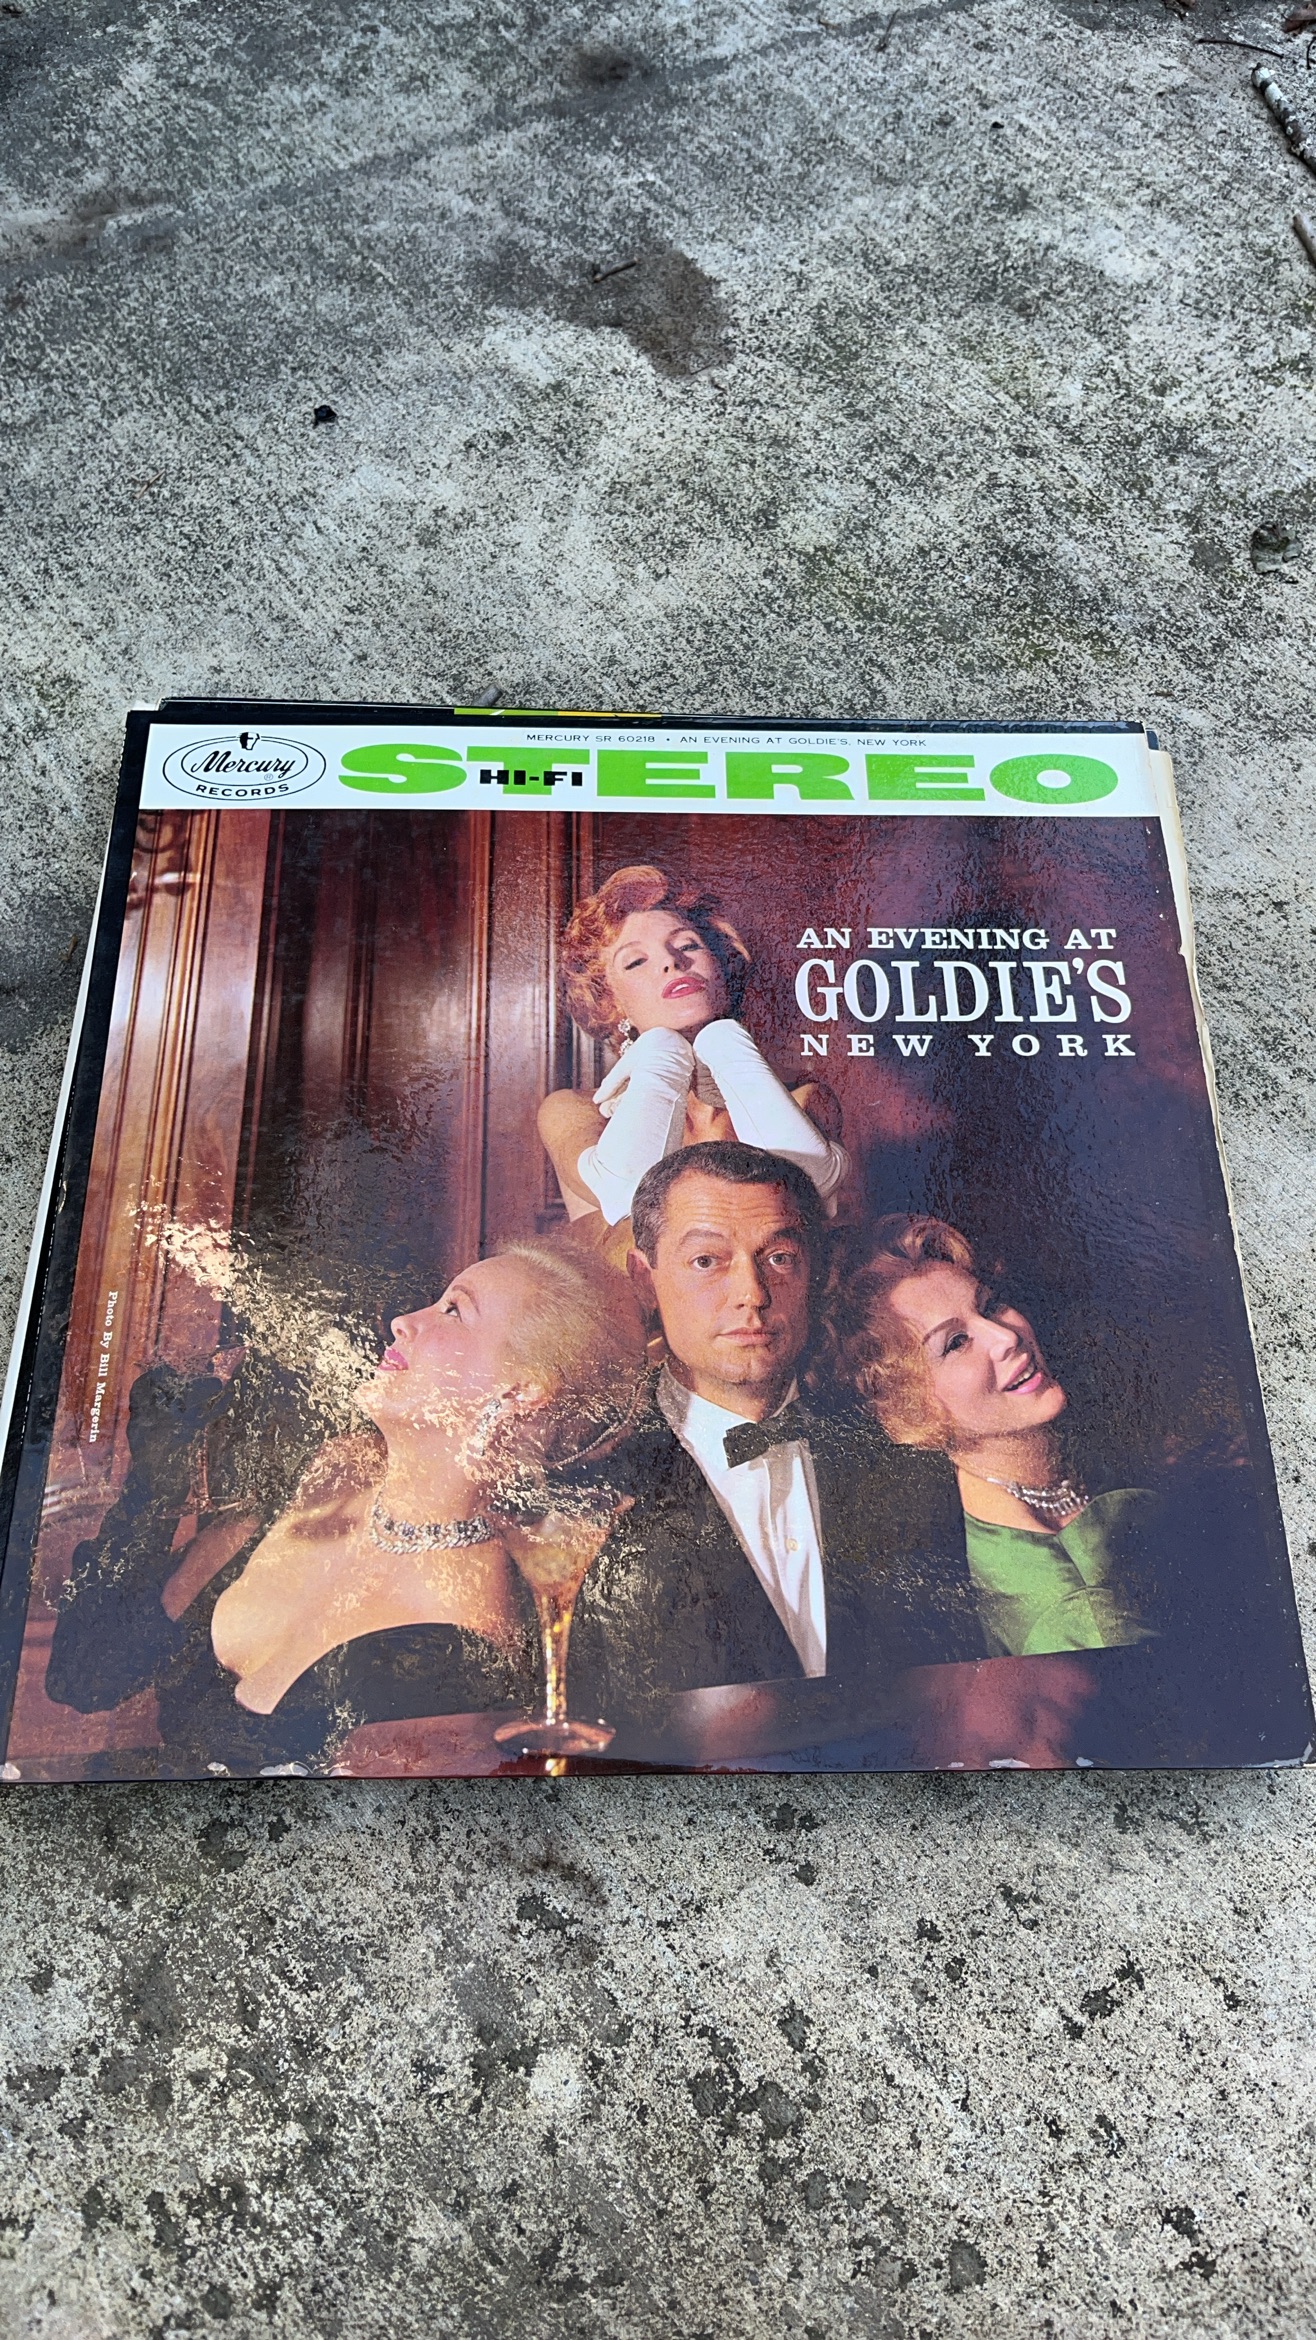 MERCURY SR 60218 • AN EVENING AT GOLDIE'S, NEW YORK
Mercury ®
RECORDS
STEREO
HI-FI
AN EVENING AT
GOLDIE'S
NEW YORK
Photo By Bill Margerin